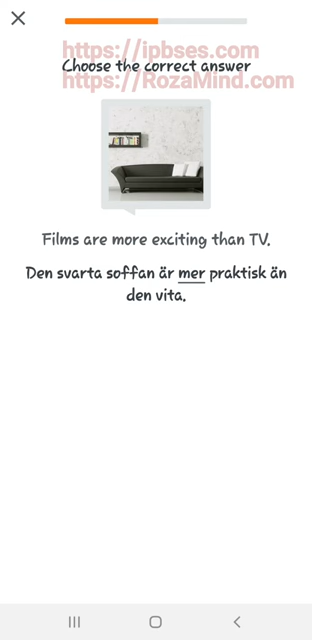 https://ipbses.com
Choose the correct answer
https://RozaMind.com
Films are more exciting than TV.
Den svarta soffan är mer praktisk än
den vita.